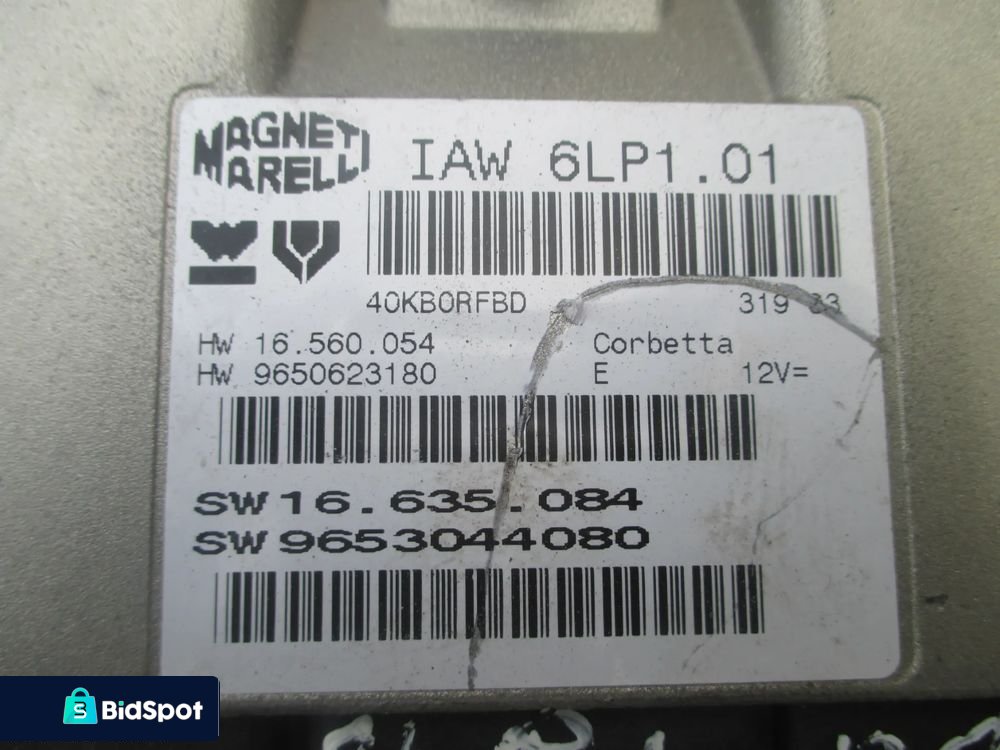 MAGNETI
MARELLI
IAW 6LP1.01
40KB0RFBD 319
HW 16.560.054 Corbetta
HW 9650623180 E 12V=
SW 16.635.084
SW 9653044080
BidSpot